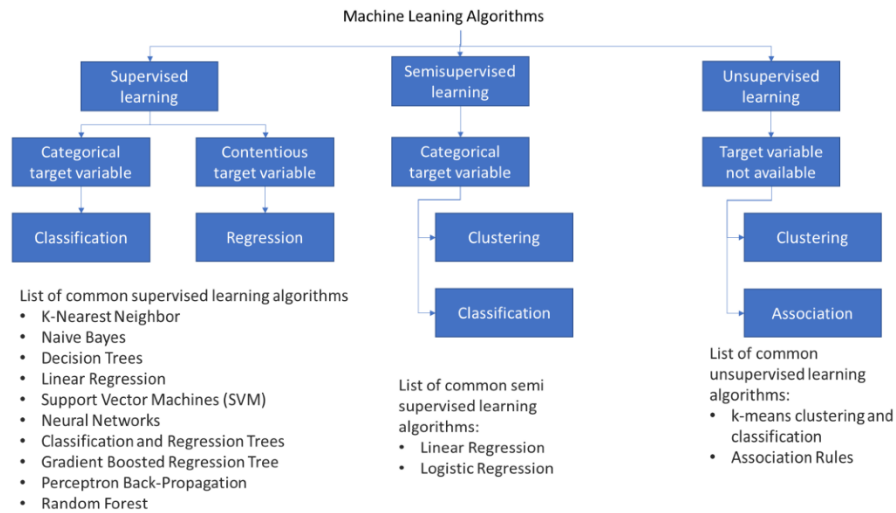 Machine Leaning Algorithms
Supervised
learning
Semisupervised
learning
Unsupervised
learning
Categorical
target variable
Contentious
target variable
Categorical
target variable
Target variable
not available
Classification
Regression
Clustering
Clustering
Classification
Association
List of common supervised learning algorithms
• K-Nearest Neighbor
• Naive Bayes
• Decision Trees
• Linear Regression
• Support Vector Machines (SVM)
• Neural Networks
• Classification and Regression Trees
• Gradient Boosted Regression Tree
• Perceptron Back-Propagation
• Random Forest
List of common semi
supervised learning
algorithms:
• Linear Regression
• Logistic Regression
List of common
unsupervised learning
algorithms:
• k-means clustering and
classification
• Association Rules